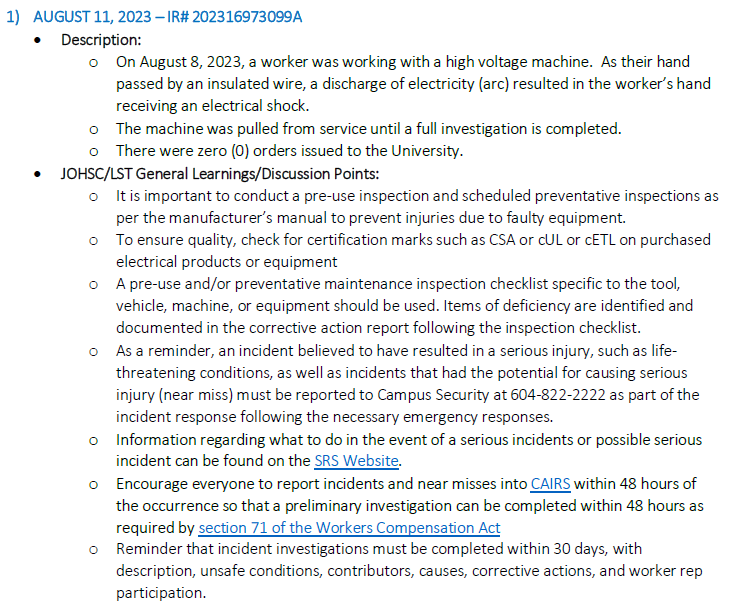 1) AUGUST 11, 2023 – IR# 202316973099A
• Description:
o On August 8, 2023, a worker was working with a high voltage machine. As their hand
passed by an insulated wire, a discharge of electricity (arc) resulted in the worker's hand
receiving an electrical shock.
o The machine was pulled from service until a full investigation is completed.
o There were zero (0) orders issued to the University.
• JOHSC/LST General Learnings/Discussion Points:
o It is important to conduct a pre-use inspection and scheduled preventative inspections as
per the manufacturer's manual to prevent injuries due to faulty equipment.
o To ensure quality, check for certification marks such as CSA or cUL or cETL on purchased
electrical products or equipment
o A pre-use and/or preventative maintenance inspection checklist specific to the tool,
vehicle, machine, or equipment should be used. Items of deficiency are identified and
documented in the corrective action report following the inspection checklist.
o As a reminder, an incident believed to have resulted in a serious injury, such as life-
threatening conditions, as well as incidents that had the potential for causing serious
injury (near miss) must be reported to Campus Security at 604-822-2222 as part of the
incident response following the necessary emergency responses.
o Information regarding what to do in the event of a serious incidents or possible serious
incident can be found on the SRS Website.
o Encourage everyone to report incidents and near misses into CAIRS within 48 hours of
the occurrence so that a preliminary investigation can be completed within 48 hours as
required by section 71 of the Workers Compensation Act
o Reminder that incident investigations must be completed within 30 days, with
description, unsafe conditions, contributors, causes, corrective actions, and worker rep
participation.